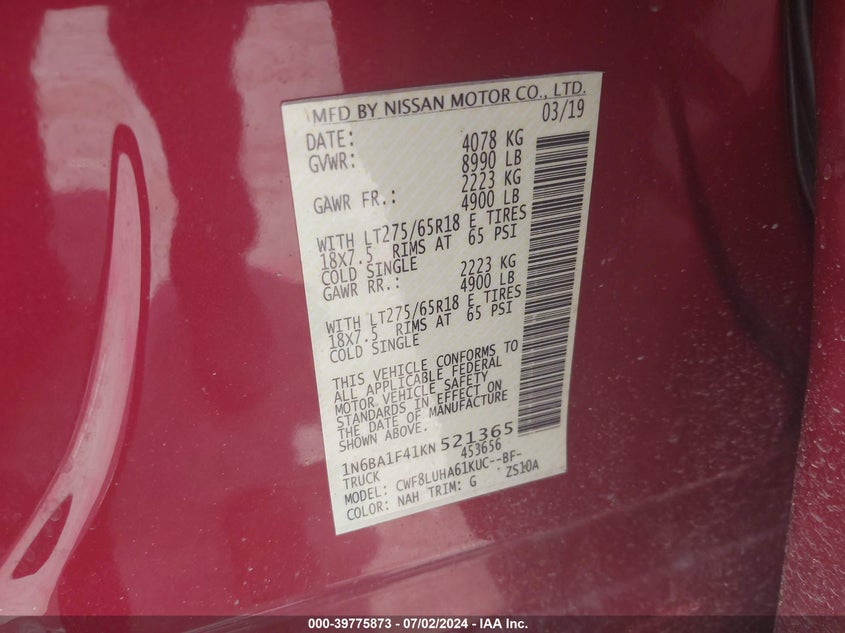 MFD BY NISSAN MOTOR CO., LTD.
DATE: 03/19
GVWR: 4078 KG
8990 LB
GAWR FR.: 2223 KG
4900 LB
WITH LT275/65R18 E TIRES
18X7.5 RIMS AT 65 PSI
COLD SINGLE
GAWR RR.: 2223 KG
4900 LB
WITH LT275/65R18 E TIRES
18X7.5 RIMS AT 65 PSI
COLD SINGLE
THIS VEHICLE CONFORMS TO
ALL APPLICABLE FEDERAL
MOTOR VEHICLE SAFETY
STANDARDS IN EFFECT ON
THE DATE OF MANUFACTURE
SHOWN ABOVE.
1N6BA1F41KN521365
TRUCK 453656
MODEL: CWF8LUHA61KUC--BF-
COLOR: NAH TRIM: G ZS10A
000-39775873 - 07/02/2024 - IAA Inc.